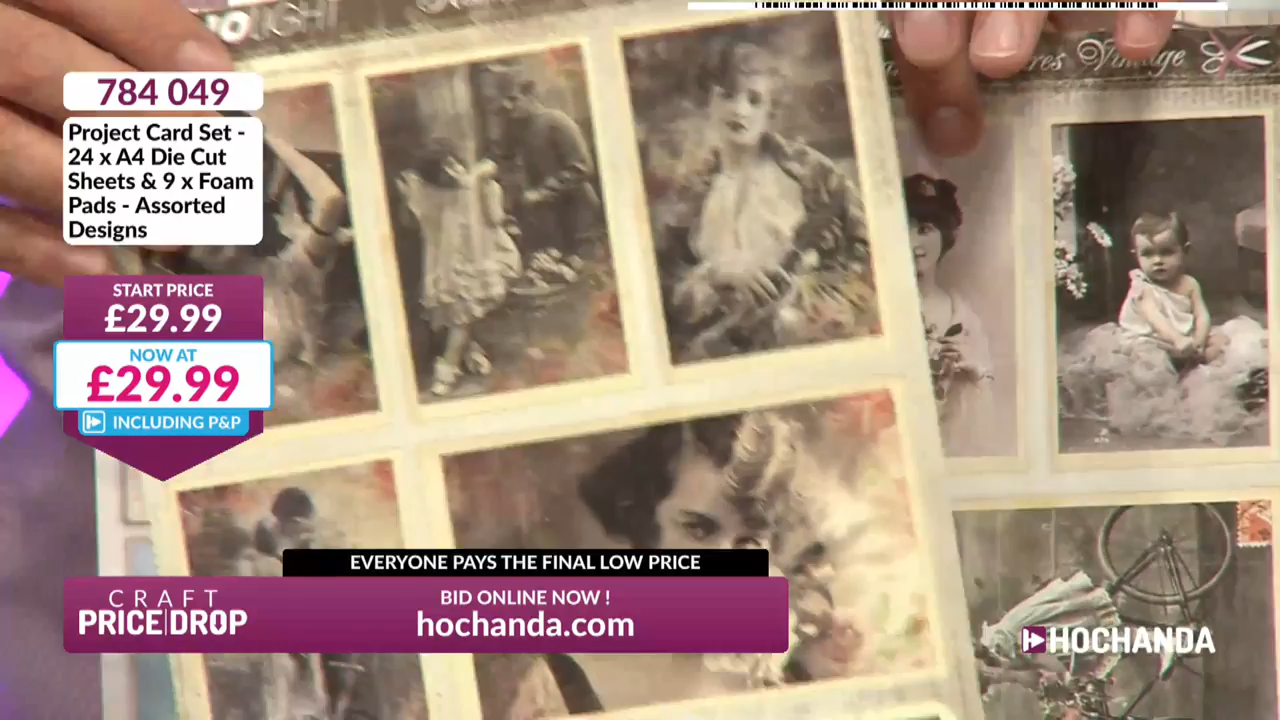 LIGHT
Vintage
784 049
Project Card Set -
24 x A4 Die Cut
Sheets & 9 x Foam
Pads - Assorted
Designs
START PRICE
£29.99
NOW AT
£29.99
INCLUDING P&P
EVERYONE PAYS THE FINAL LOW PRICE
CRAFT
PRICE DROP
BID ONLINE NOW !
hochanda.com
HOCHANDA